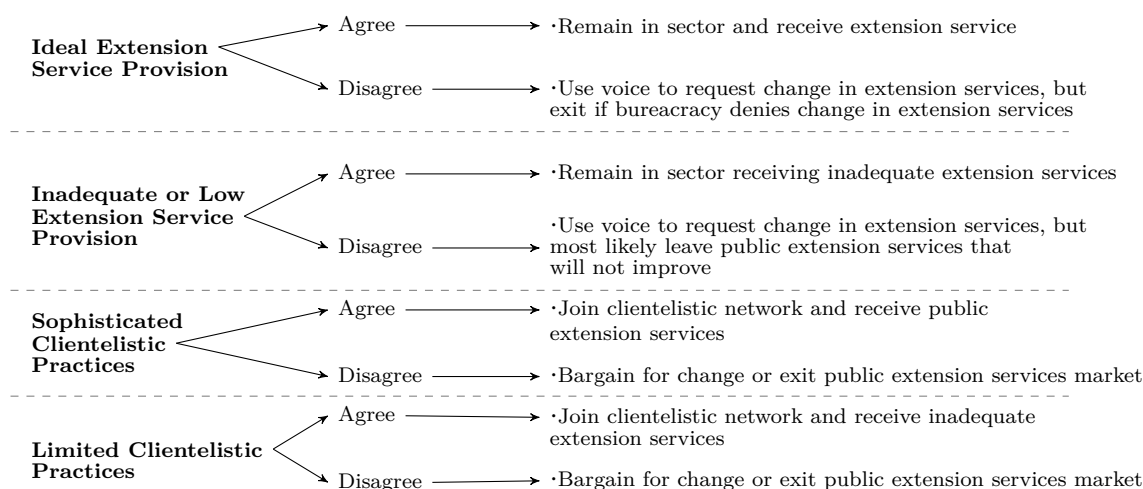 Ideal Extension
Service Provision
Agree
·Remain in sector and receive extension service
Disagree
·Use voice to request change in extension services, but
exit if bureacracy denies change in extension services
Inadequate or Low
Extension Service
Provision
Agree
·Remain in sector receiving inadequate extension services
Disagree
·Use voice to request change in extension services, but
most likely leave public extension services that
will not improve
Sophisticated
Clientelistic
Practices
Agree
·Join clientelistic network and receive public
extension services
Disagree
·Bargain for change or exit public extension services market
Limited Clientelistic
Practices
Agree
·Join clientelistic network and receive inadequate
extension services
Disagree
·Bargain for change or exit public extension services market